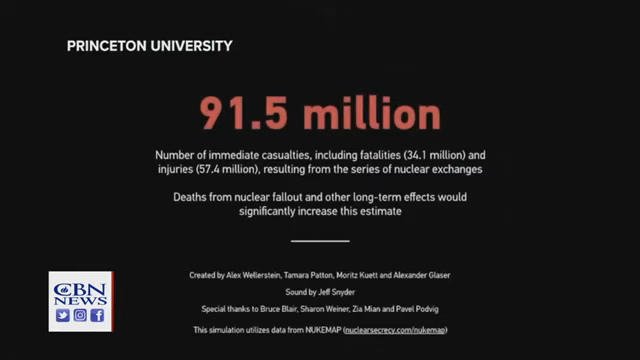 PRINCETON UNIVERSITY
91.5 million
Number of immediate casualties, including fatalities (34.1 million) and
injuries (57.4 million), resulting from the series of nuclear exchanges
Deaths from nuclear fallout and other long-term effects would
significantly increase this estimate
Created by Alex Wellerstein, Tamara Patton, Moritz Kuett and Alexander Glaser
Sound by Jeff Snyder
Special thanks to Bruce Blair, Sharon Weiner, Zia Mian and Pavel Podvig
This simulation utilizes data from NUKEMAP (nuclearsecrecy.com/nukemap)
CBN
NEWS